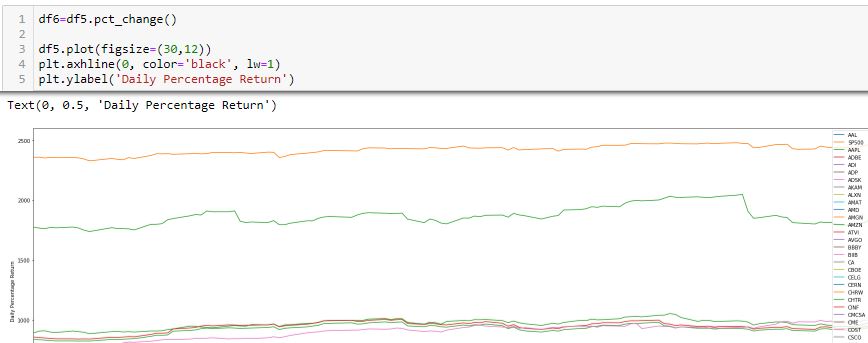 1 df6=df5.pct_change()
2
3 df5.plot(figsize=(30,12))
4 plt.axhline(0, color='black', lw=1)
5 plt.ylabel('Daily Percentage Return')
Text(0, 0.5, 'Daily Percentage Return')
2500
2000
1500
1000
Daily Percentage Return
AAL
SP500
AAPL
ADBE
ADI
ADP
ADSK
AKAM
ALXN
AMAT
AMD
AMGN
AMZN
ATVI
AVGO
BBBY
BIIB
CA
CBOE
CELG
CERN
CHRW
CHTR
CINF
CMCSA
CME
COST
CSCO